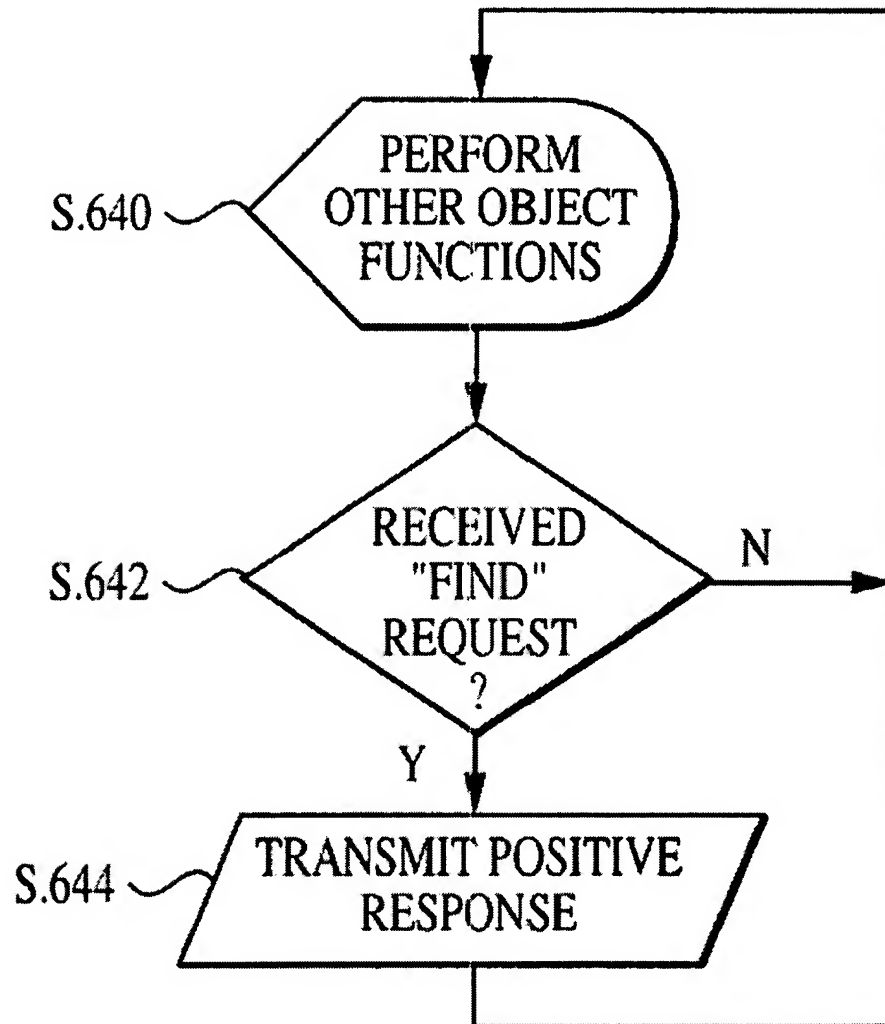 PERFORM
OTHER OBJECT
FUNCTIONS
S.640
RECEIVED
"FIND"
REQUEST
?
S.642
N
Y
TRANSMIT POSITIVE
RESPONSE
S.644